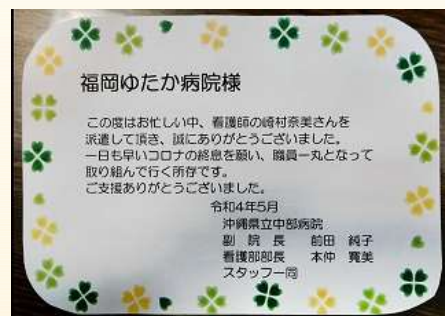 福岡ゆたか病院様
この度はお忙しい中、看護師の崎村奈美さんを
派遣して頂き、誠にありがとうございました。
一日も早いコロナの終息を願い、職員一丸となって
取り組んで行く所存です。
ご支援ありがとうございました。
令和4年5月
沖縄県立中部病院
副 院 長 前田 純子
看護部部長 本仲 寛美
スタッフ一同